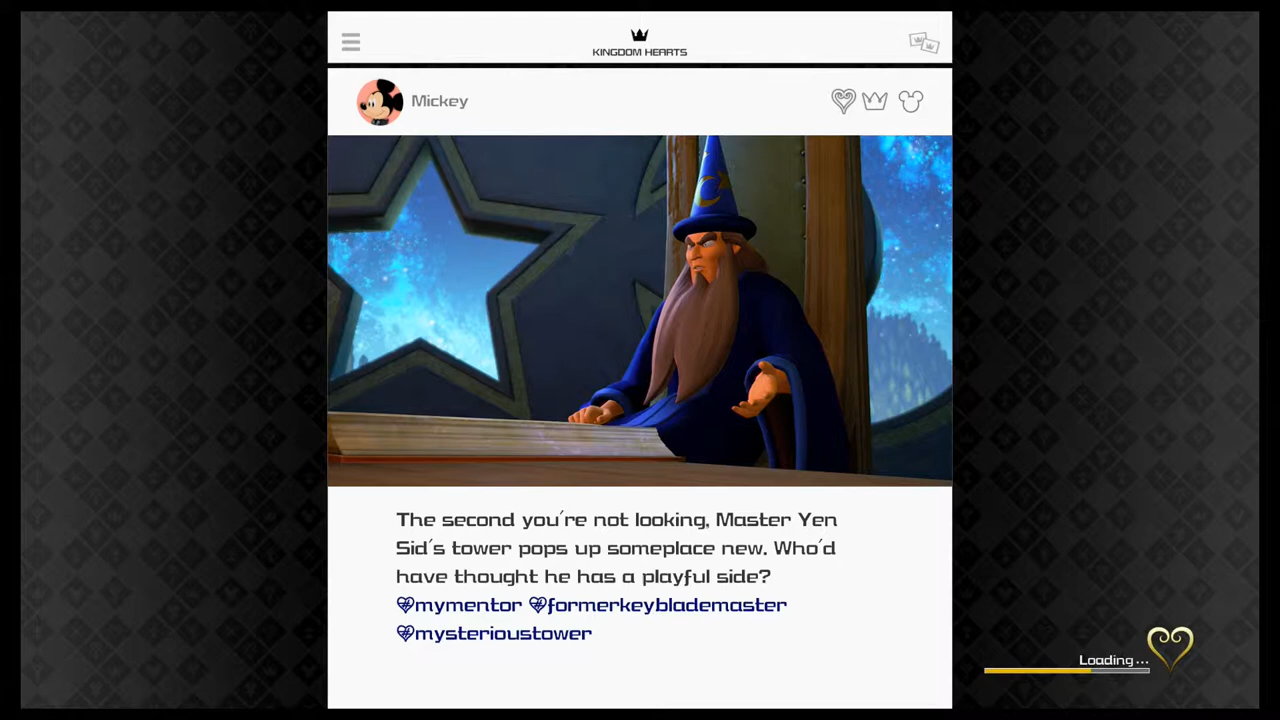 KINGDOM HEARTS
Mickey
The second you're not looking, Master Yen
Sid's tower pops up someplace new. Who'd
have thought he has a playful side?
mymentor formerkeyblademaster
mysterioustower
Loading...